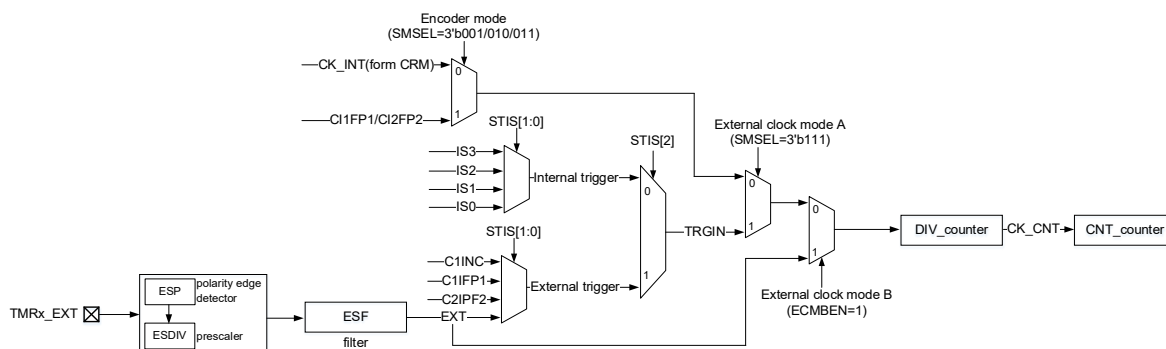 Encoder mode
(SMSEL=3'b001/010/011)
CK_INT(form CRM)
0
1
CI1FP1/CI2FP2
STIS[1:0]
IS3
IS2
IS1
IS0
Internal trigger
STIS[2]
0
1
TRGIN
External clock mode A
(SMSEL=3'b111)
0
1
0
1
DIV_counter
CK_CNT
CNT_counter
External clock mode B
(ECMBEN=1)
STIS[1:0]
C1INC
C1IFP1
C2IPF2
EXT
External trigger
TMRx_EXT
ESP
polarity edge
detector
ESDIV
prescaler
ESF
filter